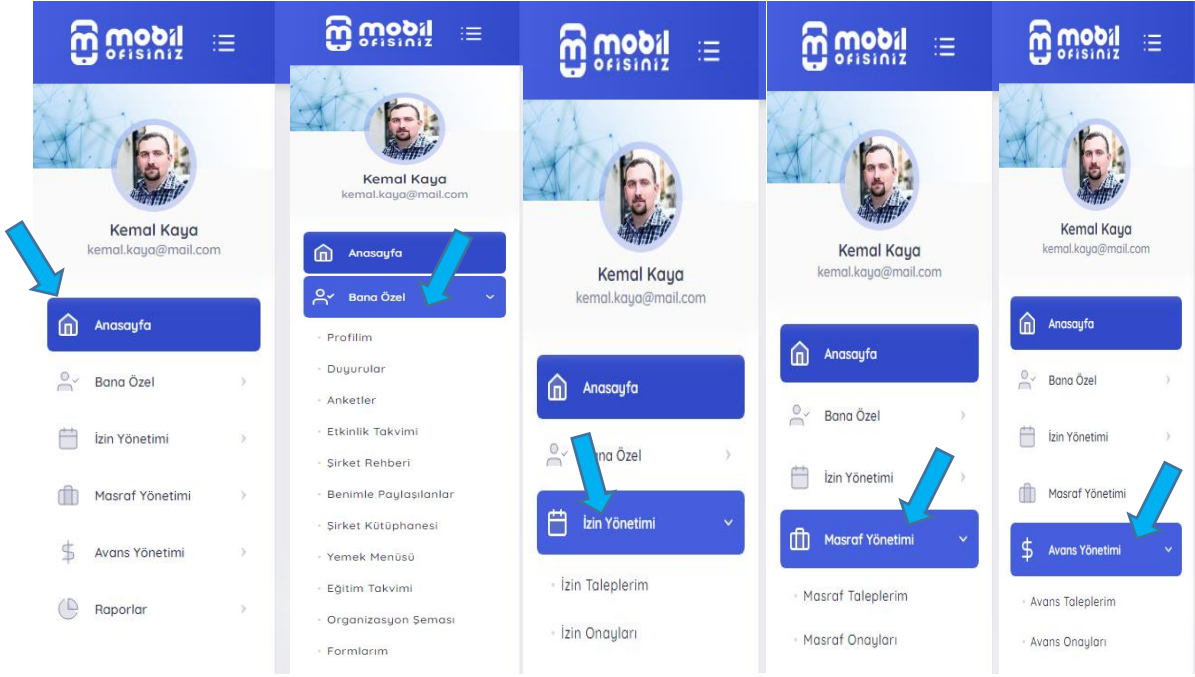 mobil
ofisiniz
Kemal Kaya
kemal.kaya@mail.com
Anasayfa
Bana Özel
İzin Yönetimi
Masraf Yönetimi
Avans Yönetimi
Raporlar
mobil
ofisiniz
Kemal Kaya
kemal.kaya@mail.com
Anasayfa
Bana Özel
Profilim
Duyurular
Anketler
Etkinlik Takvimi
Şirket Rehberi
Benimle Paylaşılanlar
Şirket Kütüphanesi
Yemek Menüsü
Eğitim Takvimi
Organizasyon Şeması
Formlarım
mobil
ofisiniz
Kemal Kaya
kemal.kaya@mail.com
Anasayfa
Bana Özel
İzin Yönetimi
İzin Taleplerim
İzin Onayları
mobil
ofisiniz
Kemal Kaya
kemal.kaya@mail.com
Anasayfa
Bana Özel
İzin Yönetimi
Masraf Yönetimi
Masraf Taleplerim
Masraf Onayları
mobil
ofisiniz
Kemal Kaya
kemal.kaya@mail.com
Anasayfa
Bana Özel
İzin Yönetimi
Masraf Yönetimi
Avans Yönetimi
Avans Taleplerim
Avans Onayları